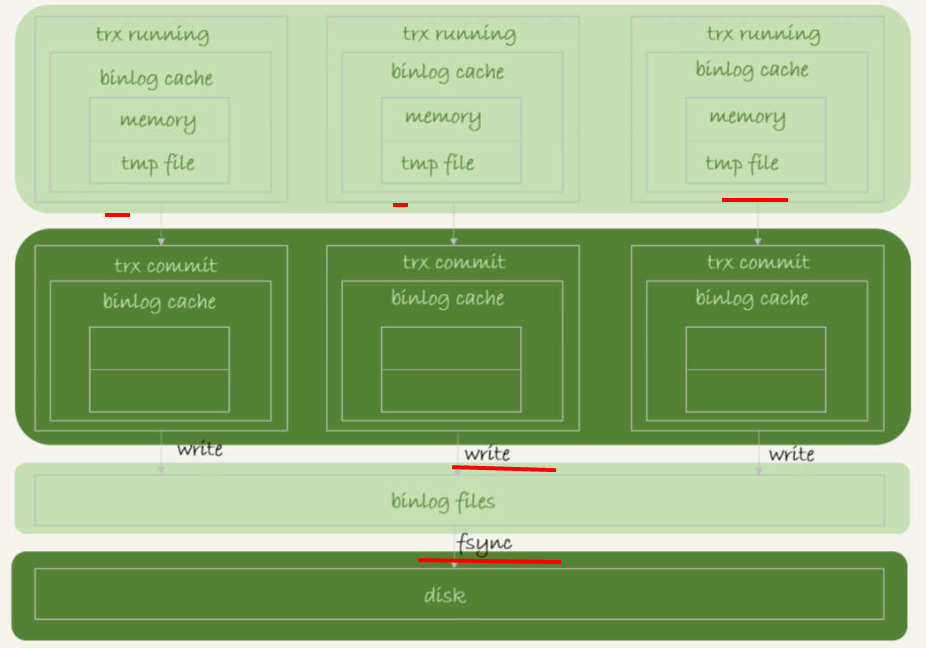 trx running
trx running
trx running
binlog cache
binlog cache
binlog cache
memory
memory
memory
tmp file
tmp file
tmp file
trx commit
trx commit
trx commit
binlog cache
binlog cache
binlog cache
write
write
write
binlog files
fsync
disk